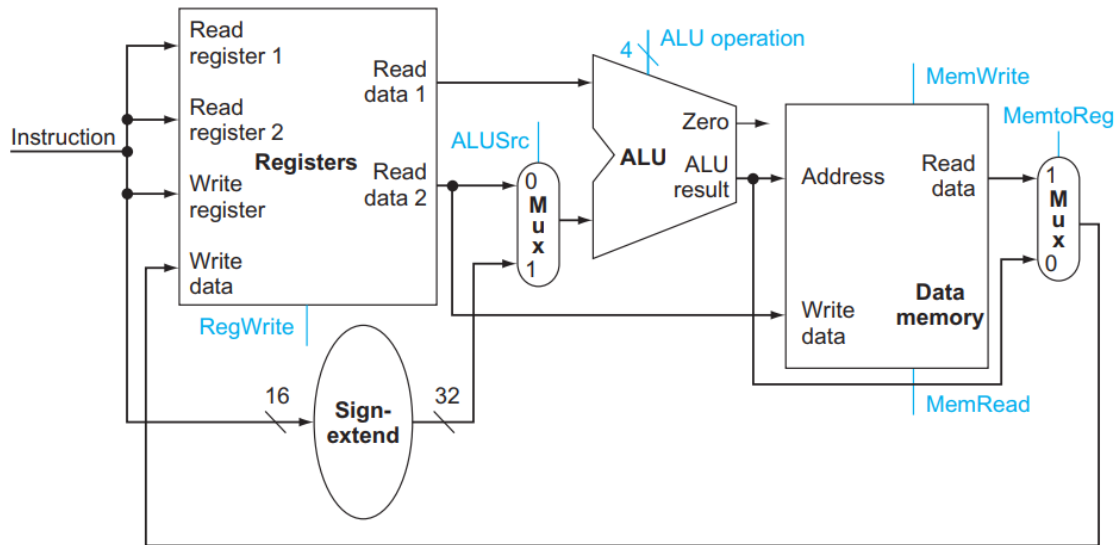 Instruction
Read
register 1
Read
register 2
Write
register
Write
data
Registers
Read
data 1
Read
data 2
RegWrite
16
Sign-
extend
32
ALUSrc
0
M
u
x
1
4
ALU operation
Zero
ALU
ALU
result
MemWrite
Address
Read
data
Write
data
Data
memory
MemRead
MemtoReg
1
M
u
x
0